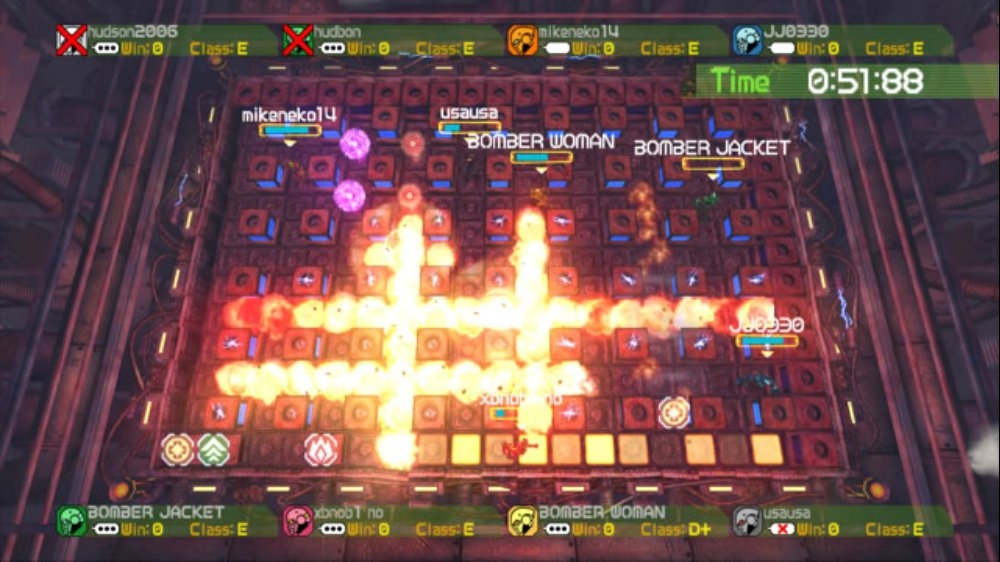 hudson2006 hudbon mikeneko14 JJ0330
Win:0 Class:E Win:0 Class:E Win:0 Class:E Win:0 Class:E
Time 0:51:88
mikeneko14 usausa
BOMBER WOMAN BOMBER JACKET
JJ0330
BOMBER JACKET xbnob1 no BOMBER WOMAN usausa
Win:0 Class:E Win:0 Class:E Win:0 Class:D+ Win:0 Class:E